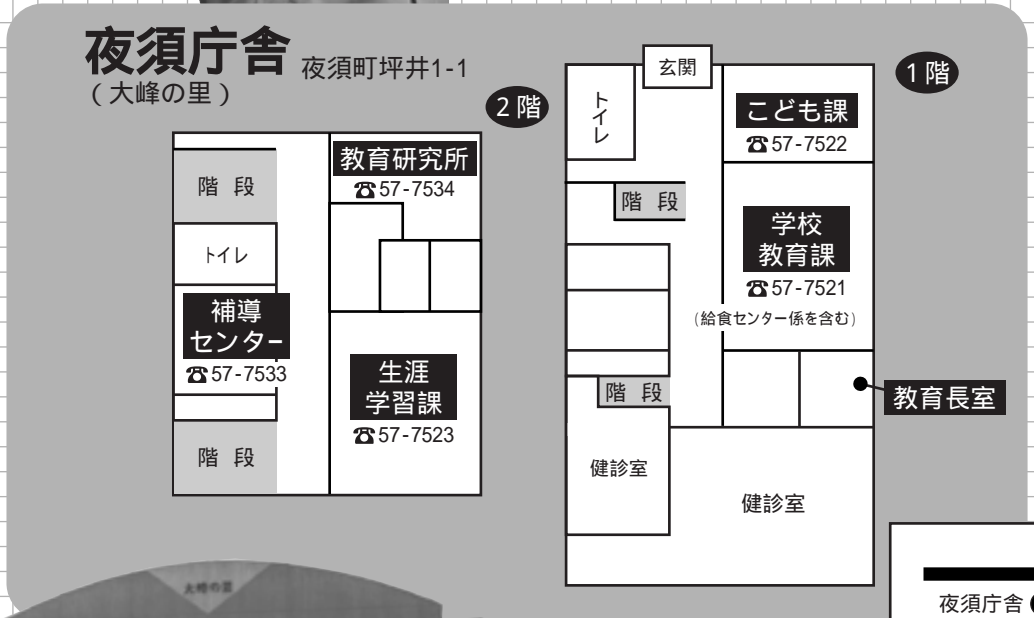 夜須庁舎 夜須町坪井1-1
(大峰の里)
2階
教育研究所
☎57-7534
階 段
トイレ
補導
センター
☎57-7533
生涯
学習課
☎57-7523
階 段
1階
玄関
トイレ
こども課
☎57-7522
階 段
学校
教育課
☎57-7521
(給食センター係を含む)
階 段
教育長室
健診室
健診室
大峰の里
夜須庁舎